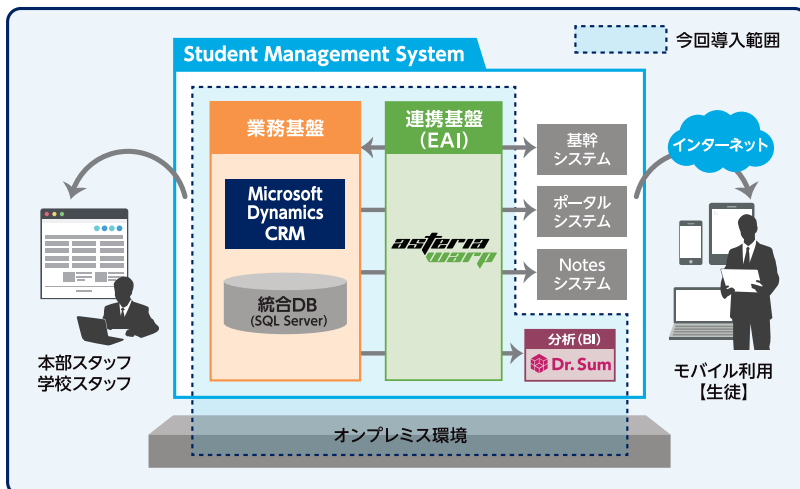 今回導入範囲
Student Management System
業務基盤
連携基盤
(EAI)
基幹
システム
インターネット
Microsoft
Dynamics
CRM
ポータル
システム
asteria
warp
Notes
システム
統合DB
(SQL Server)
分析(BI)
Dr.Sum
本部スタッフ
学校スタッフ
モバイル利用
【生徒】
オンプレミス環境